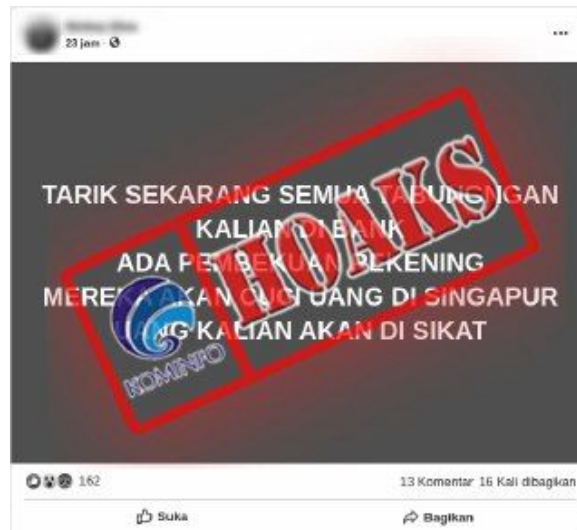 23 jam
TARIK SEKARANG SEMUA TABUNGNGAN
KALIAN DI BANK
ADA PEMBEKUAN REKENING
MEREKA AKAN CUCI UANG DI SINGAPUR
UANG KALIAN AKAN DI SIKAT
HOAKS
KOMINFO
162
13 Komentar 16 Kali dibagikan
Suka
Bagikan